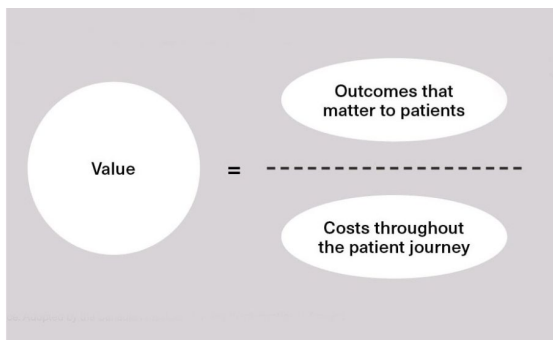 Value
=
Outcomes that
matter to patients
Costs throughout
the patient journey